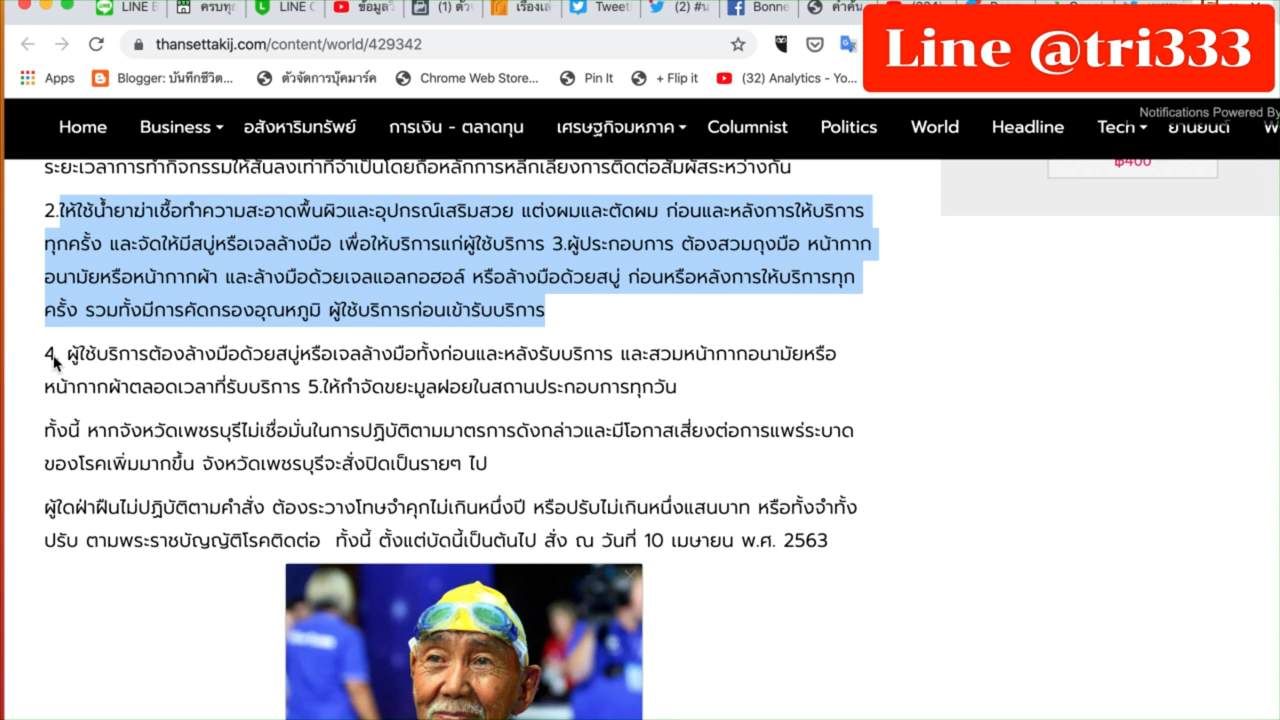 LINE E
ครบทุก
LINE C
ข้อมูลวิ
(1) ตัว
เรื่องเล่
Tweeti
(2) #น
Bonne
คำค้น
Line @tri333
thansettakij.com/content/world/429342
Apps
Blogger: บันทึกชีวิต...
ตัวจัดการบุ๊คมาร์ค
Chrome Web Store...
Pin It
+ Flip it
(32) Analytics - Yo...
Notifications Powered By
Home Business อสังหาริมทรัพย์ การเงิน - ตลาดทุน เศรษฐกิจมหภาค Columnist Politics World Headline Tech ยานยนต์
฿400
ระยะเวลาการทำกิจกรรมให้สั้นลงเท่าที่จำเป็นโดยถือหลักการหลีกเลี่ยงการติดต่อสัมผัสระหว่างกัน
2.ให้ใช้น้ำยาฆ่าเชื้อทำความสะอาดพื้นผิวและอุปกรณ์เสริมสวย แต่งผมและตัดผม ก่อนและหลังการให้บริการ
ทุกครั้ง และจัดให้มีสบู่หรือเจลล้างมือ เพื่อให้บริการแก่ผู้ใช้บริการ 3.ผู้ประกอบการ ต้องสวมถุงมือ หน้ากาก
อนามัยหรือหน้ากากผ้า และล้างมือด้วยเจลแอลกอฮอล์ หรือล้างมือด้วยสบู่ ก่อนหรือหลังการให้บริการทุก
ครั้ง รวมทั้งมีการคัดกรองอุณหภูมิ ผู้ใช้บริการก่อนเข้ารับบริการ
4. ผู้ใช้บริการต้องล้างมือด้วยสบู่หรือเจลล้างมือทั้งก่อนและหลังรับบริการ และสวมหน้ากากอนามัยหรือ
หน้ากากผ้าตลอดเวลาที่รับบริการ 5.ให้กำจัดขยะมูลฝอยในสถานประกอบการทุกวัน
ทั้งนี้ หากจังหวัดเพชรบุรีไม่เชื่อมั่นในการปฏิบัติตามมาตรการดังกล่าวและมีโอกาสเสี่ยงต่อการแพร่ระบาด
ของโรคเพิ่มมากขึ้น จังหวัดเพชรบุรีจะสั่งปิดเป็นรายๆ ไป
ผู้ใดฝ่าฝืนไม่ปฏิบัติตามคำสั่ง ต้องระวางโทษจำคุกไม่เกินหนึ่งปี หรือปรับไม่เกินหนึ่งแสนบาท หรือทั้งจำทั้ง
ปรับ ตามพระราชบัญญัติโรคติดต่อ ทั้งนี้ ตั้งแต่บัดนี้เป็นต้นไป สั่ง ณ วันที่ 10 เมษายน พ.ศ. 2563